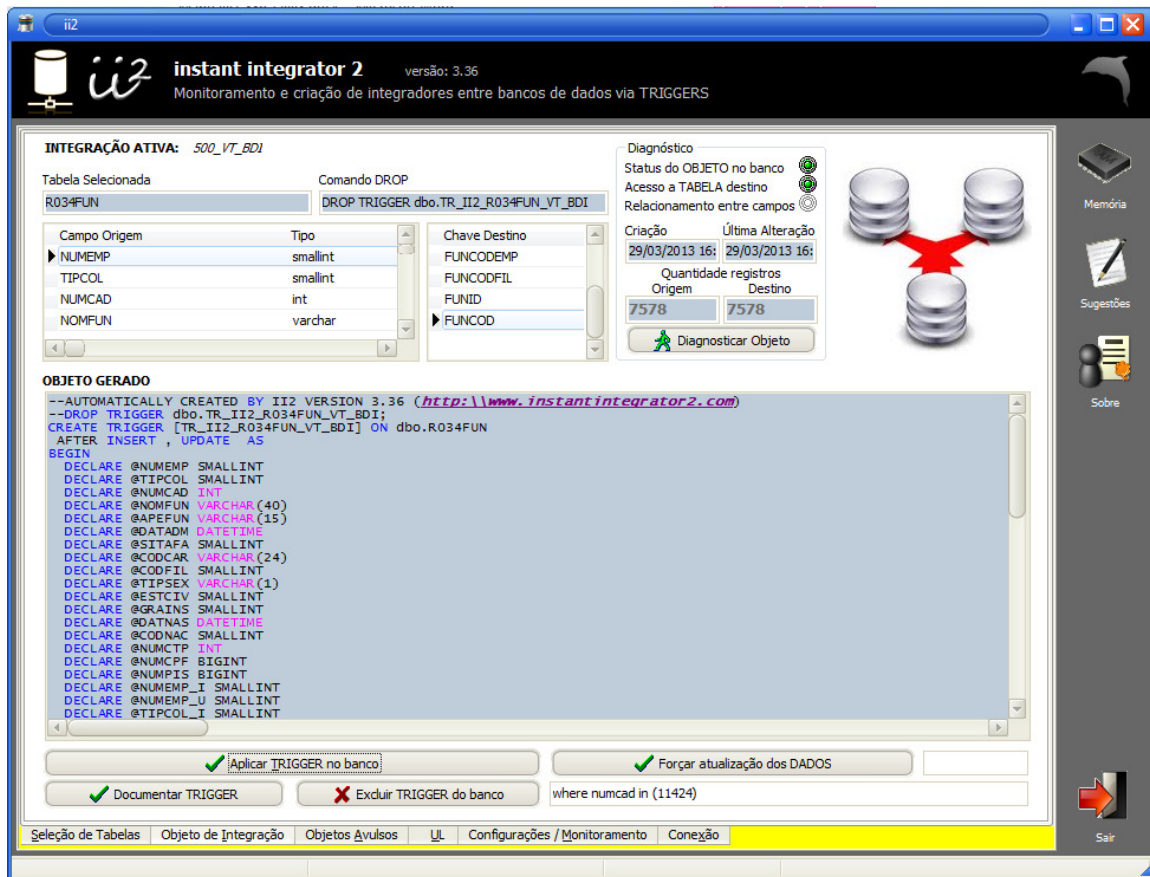 ii2
ii2
instant integrator 2 versão: 3.36
Monitoramento e criação de integradores entre bancos de dados via TRIGGERS
INTEGRAÇÃO ATIVA: 500_VT_BDI
Tabela Selecionada
Comando DROP
R034FUN
DROP TRIGGER dbo.TR_II2_R034FUN_VT_BDI
Campo Origem Tipo
NUMEMP smallint
TIPCOL smallint
NUMCAD int
NOMFUN varchar
Chave Destino
FUNCODEMP
FUNCODFIL
FUNID
FUNCOD
Diagnóstico
Status do OBJETO no banco
Acesso a TABELA destino
Relacionamento entre campos
Criação Última Alteração
29/03/2013 16: 29/03/2013 16:
Quantidade registros
Origem Destino
7578 7578
Diagnosticar Objeto
Memória
Sugestões
Sobre
OBJETO GERADO
--AUTOMATICALLY CREATED BY II2 VERSION 3.36 (http:\\www.instantintegrator2.com)
--DROP TRIGGER dbo.TR_II2_R034FUN_VT_BDI;
CREATE TRIGGER [TR_II2_R034FUN_VT_BDI] ON dbo.R034FUN
AFTER INSERT , UPDATE AS
BEGIN
DECLARE @NUMEMP SMALLINT
DECLARE @TIPCOL SMALLINT
DECLARE @NUMCAD INT
DECLARE @NOMFUN VARCHAR(40)
DECLARE @APEFUN VARCHAR(15)
DECLARE @DATADM DATETIME
DECLARE @SITAFA SMALLINT
DECLARE @CODCAR VARCHAR(24)
DECLARE @CODFIL SMALLINT
DECLARE @TIPSEX VARCHAR(1)
DECLARE @ESTCIV SMALLINT
DECLARE @GRAINS SMALLINT
DECLARE @DATNAS DATETIME
DECLARE @CODNAC SMALLINT
DECLARE @NUMCTP INT
DECLARE @NUMCPF BIGINT
DECLARE @NUMPIS BIGINT
DECLARE @NUMEMP_I SMALLINT
DECLARE @NUMEMP_U SMALLINT
DECLARE @TIPCOL_I SMALLINT
Aplicar TRIGGER no banco
Forçar atualização dos DADOS
Documentar TRIGGER
Excluir TRIGGER do banco
where numcad in (11424)
Seleção de Tabelas Objeto de Integração Objetos Avulsos UL Configurações / Monitoramento Conexão
Sair